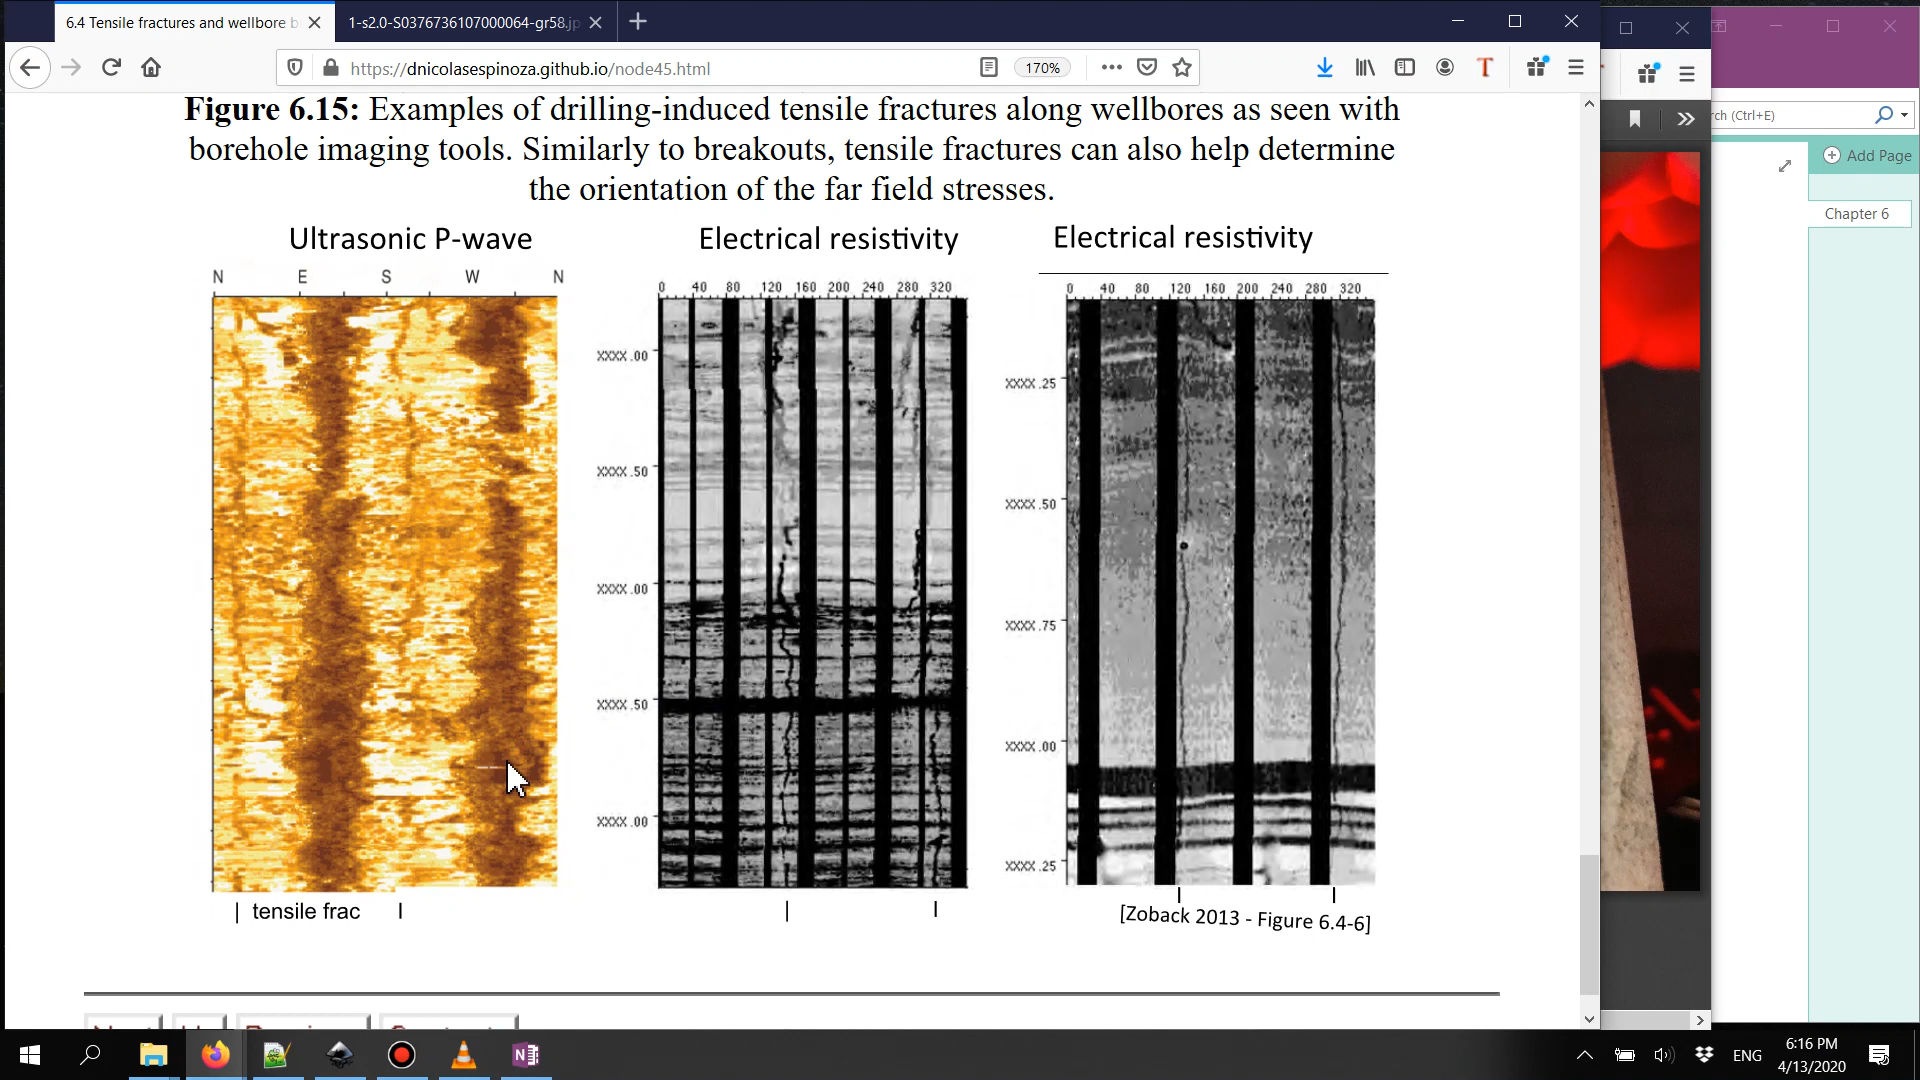 6.4 Tensile fractures and wellbore b
1-s2.0-S0376736107000064-gr58.jp
https://dnicolasespinoza.github.io/node45.html
170%
rch (Ctrl+E)
Add Page
Chapter 6
Figure 6.15: Examples of drilling-induced tensile fractures along wellbores as seen with
borehole imaging tools. Similarly to breakouts, tensile fractures can also help determine
the orientation of the far field stresses.
Ultrasonic P-wave
N E S W N
tensile frac
Electrical resistivity
0 40 80 120 160 200 240 280 320
XXXX .00
XXXX .50
XXXX .00
XXXX .50
XXXX .00
Electrical resistivity
0 40 80 120 160 200 240 280 320
XXXX .25
XXXX .50
XXXX .75
XXXX .00
XXXX .25
[Zoback 2013 - Figure 6.4-6]
ENG
6:16 PM
4/13/2020